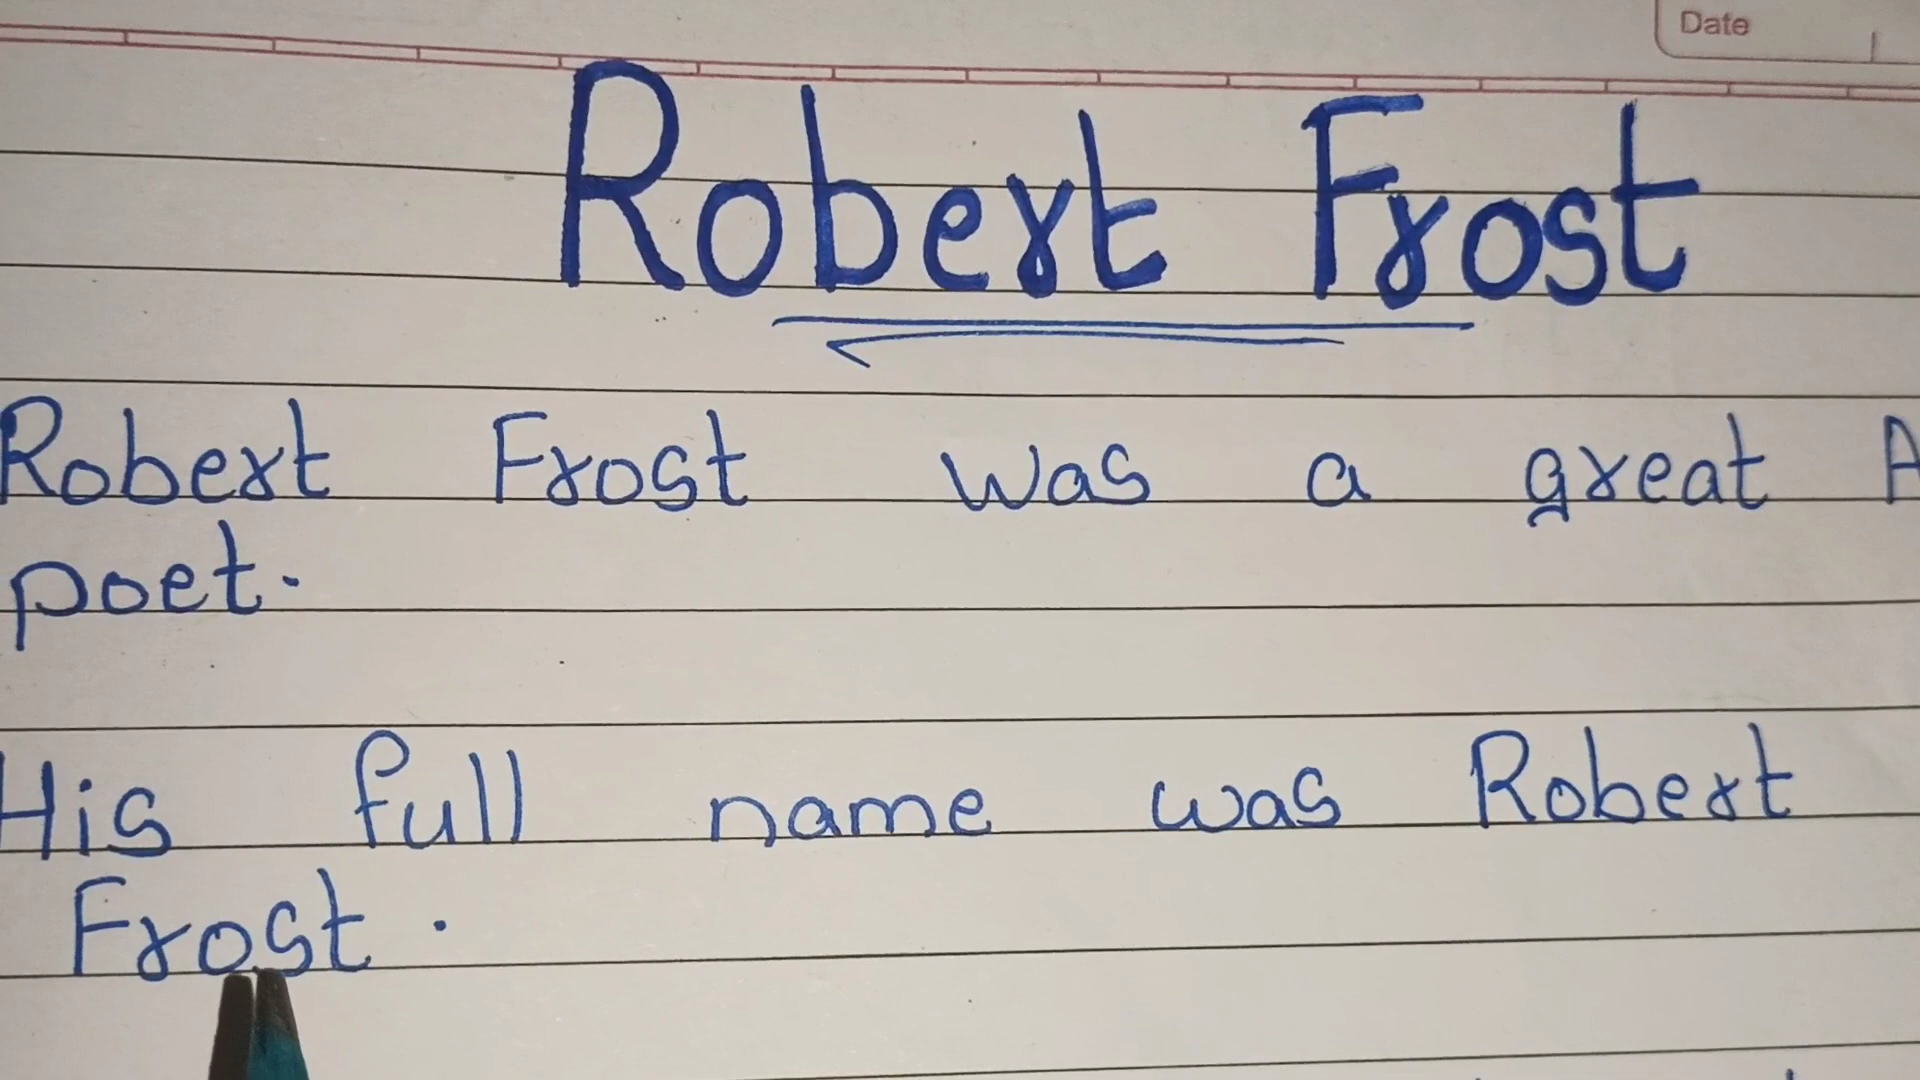 Date
Robert Frost
Robert Frost was a great
poet.
His full name was Robert
Frost.